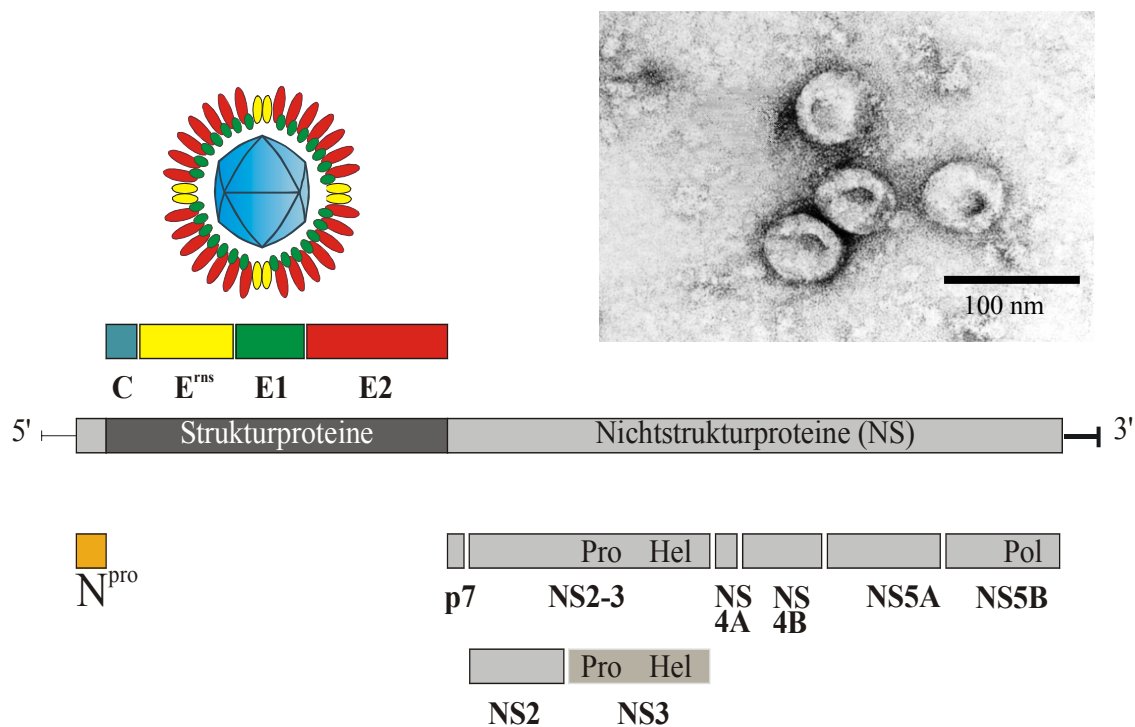 100 nm
C E^rns E1 E2
5' Strukturproteine Nichtstrukturproteine (NS) 3'
Pro Hel Pol
N^pro
p7 NS2-3 NS NS NS5A NS5B
4A 4B
Pro Hel
NS2 NS3